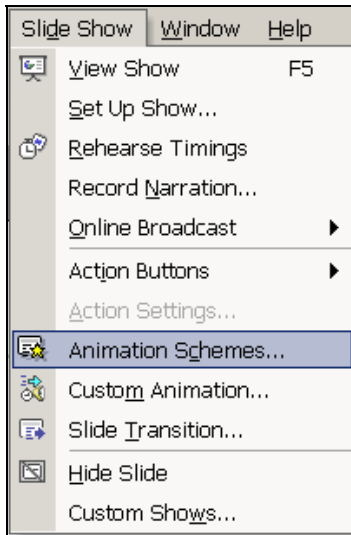 Slide Show Window Help
View Show F5
Set Up Show...
Rehearse Timings
Record Narration...
Online Broadcast
Action Buttons
Action Settings...
Animation Schemes...
Custom Animation...
Slide Transition...
Hide Slide
Custom Shows...